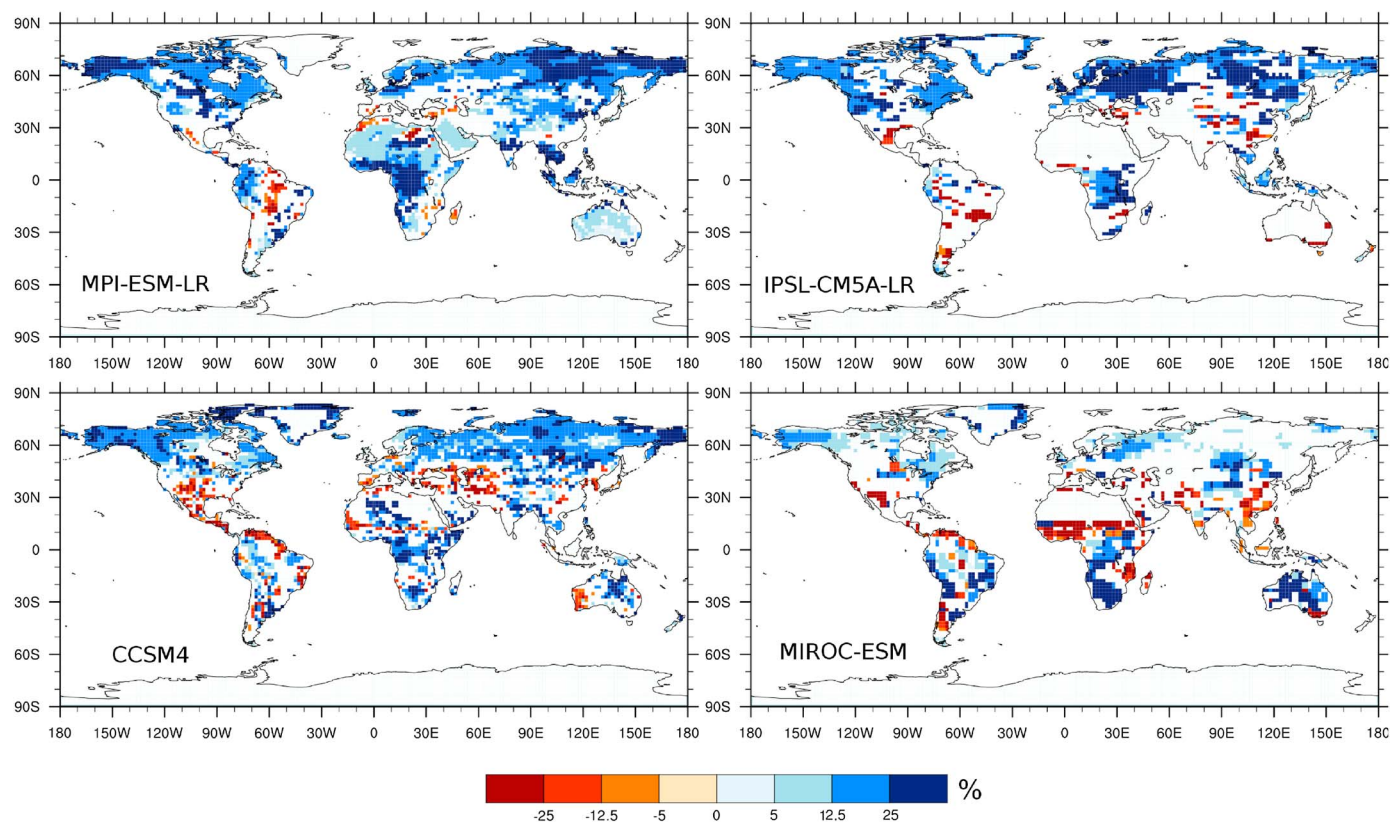 90N 90N
60N 60N
30N 30N
0 0
30S 30S
60S MPI-ESM-LR IPSL-CM5A-LR 60S
90S 90S
180 150W 120W 90W 60W 30W 0 30E 60E 90E 120E 150E 180 150W 120W 90W 60W 30W 0 30E 60E 90E 120E 150E 180
90N 90N
60N 60N
30N 30N
0 0
30S 30S
60S CCSM4 MIROC-ESM 60S
90S 90S
180 150W 120W 90W 60W 30W 0 30E 60E 90E 120E 150E 180 150W 120W 90W 60W 30W 0 30E 60E 90E 120E 150E 180
%
-25 -12.5 -5 0 5 12.5 25